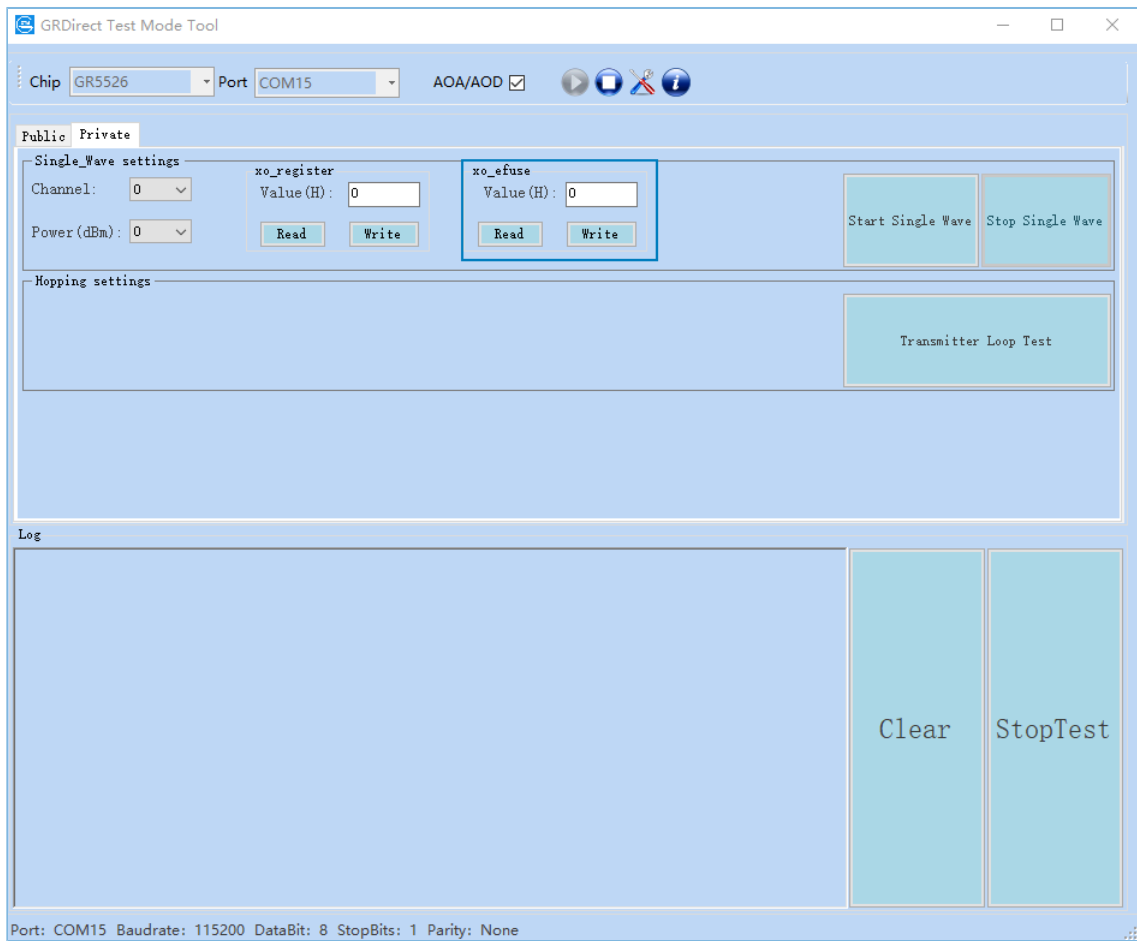 GRDirect Test Mode Tool
Chip GR5526 Port COM15 AOA/AOD
Public Private
Single_Wave settings
Channel: 0
Power(dBm): 0
xo_register
Value(H): 0
Read Write
xo_efuse
Value(H): 0
Read Write
Start Single Wave Stop Single Wave
Hopping settings
Transmitter Loop Test
Log
Clear StopTest
Port: COM15 Baudrate: 115200 DataBit: 8 StopBits: 1 Parity: None